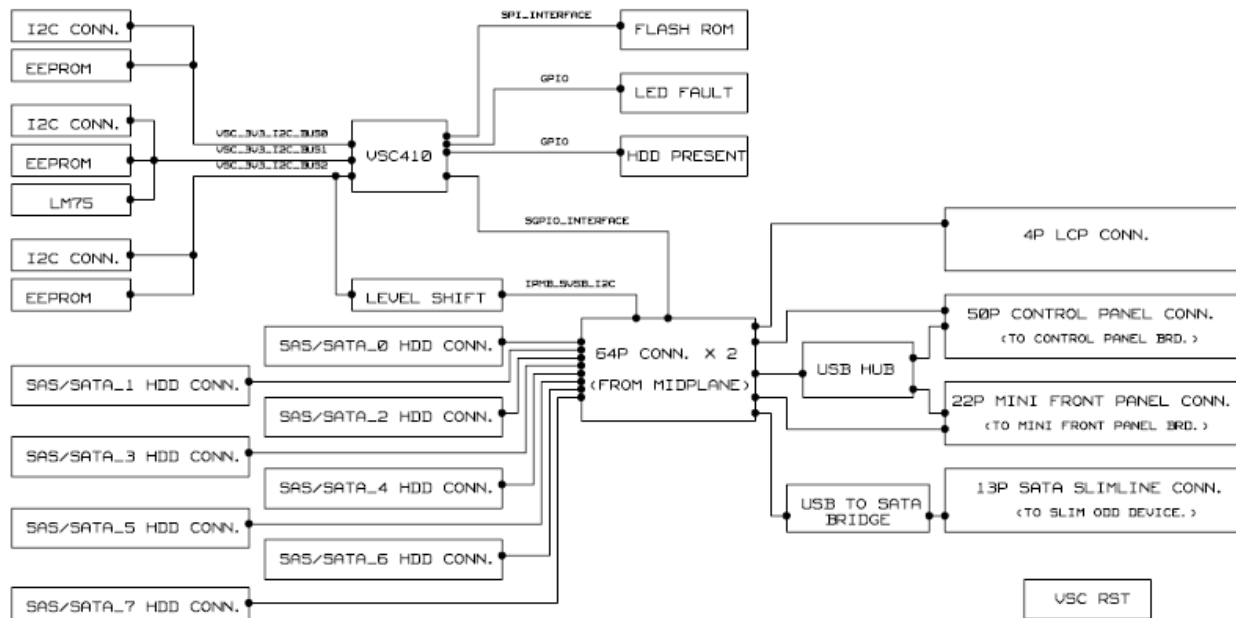 I2C CONN.
EEPROM
I2C CONN.
EEPROM
LM75
I2C CONN.
EEPROM
VSC_3V3_I2C_BUS0
VSC_3V3_I2C_BUS1
VSC_3V3_I2C_BUS2
VSC410
SPI_INTERFACE
FLASH ROM
GPIO
LED FAULT
GPIO
HDD PRESENT
SGPIO_INTERFACE
LEVEL SHIFT
IPMB_5VSB_I2C
SAS/SATA_0 HDD CONN.
SAS/SATA_1 HDD CONN.
SAS/SATA_2 HDD CONN.
SAS/SATA_3 HDD CONN.
SAS/SATA_4 HDD CONN.
SAS/SATA_5 HDD CONN.
SAS/SATA_6 HDD CONN.
SAS/SATA_7 HDD CONN.
64P CONN. X 2
(FROM MIDPLANE)
4P LCP CONN.
50P CONTROL PANEL CONN.
(TO CONTROL PANEL BRD.)
USB HUB
22P MINI FRONT PANEL CONN.
(TO MINI FRONT PANEL BRD.)
USB TO SATA
BRIDGE
13P SATA SLIMLINE CONN.
(TO SLIM ODD DEVICE.)
VSC RST